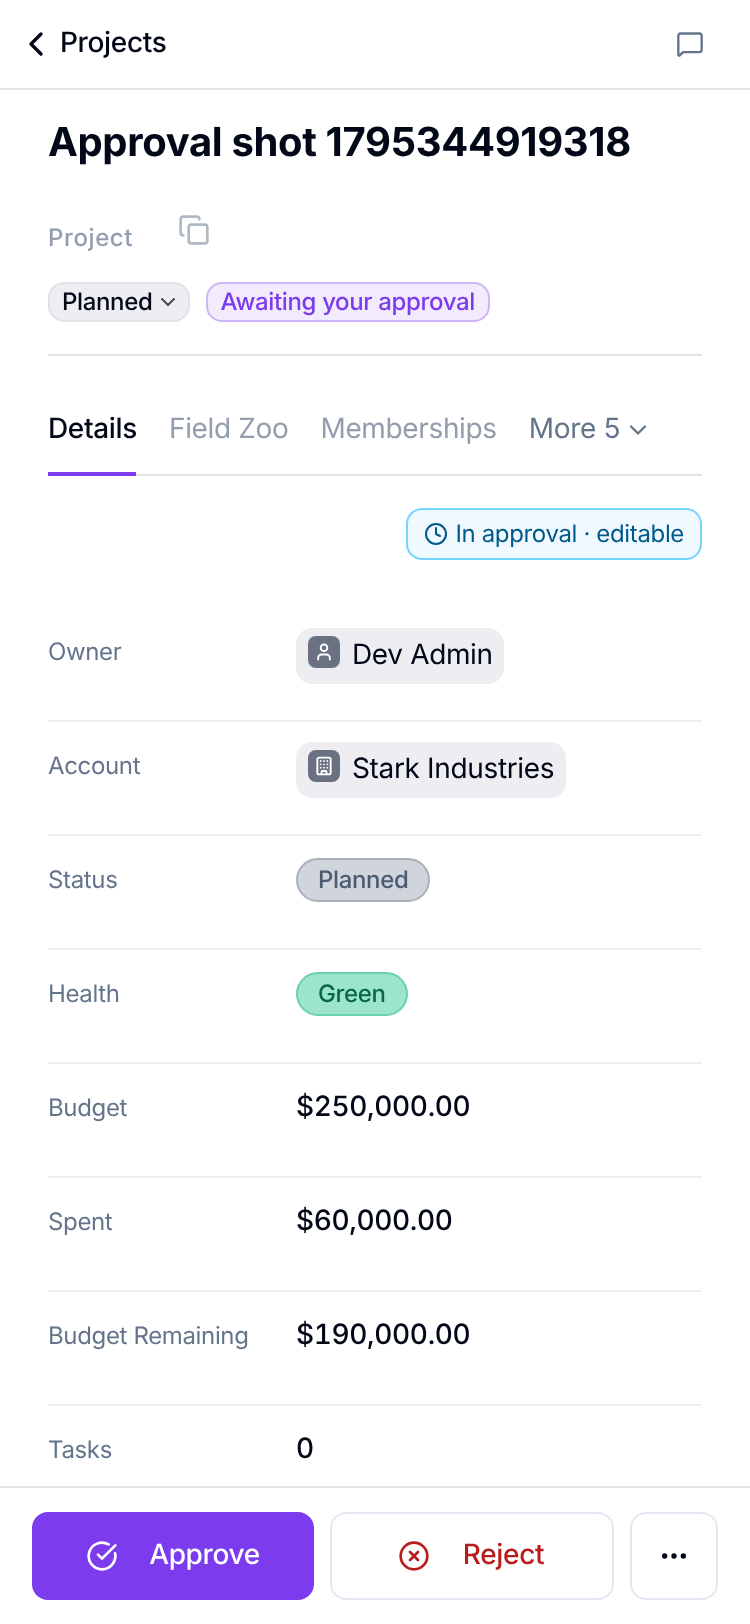 Projects
Approval shot 1795344919318
Project
Planned Awaiting your approval
Details Field Zoo Memberships More 5
In approval · editable
Owner Dev Admin
Account Stark Industries
Status Planned
Health Green
Budget $250,000.00
Spent $60,000.00
Budget Remaining $190,000.00
Tasks 0
Approve Reject